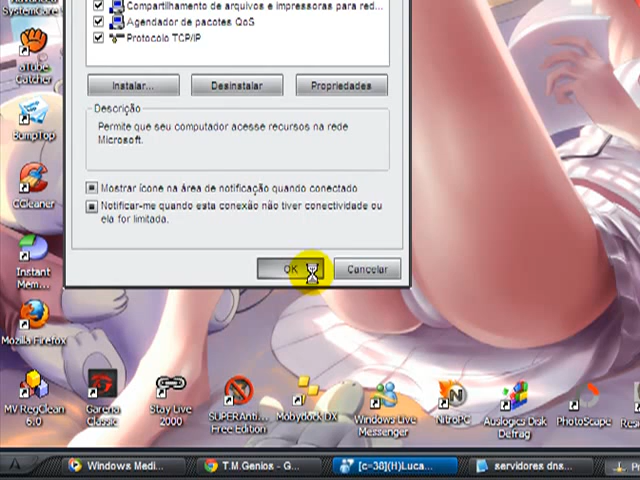 Advanced
SystemCare
Compartilhamento de arquivos e impressoras para red...
Agendador de pacotes QoS
Protocolo TCP/IP
aTube
Catcher
Instalar...
Desinstalar
Propriedades
Descrição
Permite que seu computador acesse recursos na rede
Microsoft.
BumpTop
CCleaner
Mostrar ícone na área de notificação quando conectado
Notificar-me quando esta conexão não tiver conectividade ou
ela for limitada.
OK
Cancelar
Instant
Mem...
Mozilla Firefox
MV RegClean
6.0
Garena
Classic
Stay Live
2000
SUPERAnti...
Free Edition
Mobydock DX
Windows Live
Messenger
NitroPC
Auslogics Disk
Defrag
PhotoScape
Windows Medi...
T.M.Genios - G...
[c=38](H)Luca...
servidores dns...